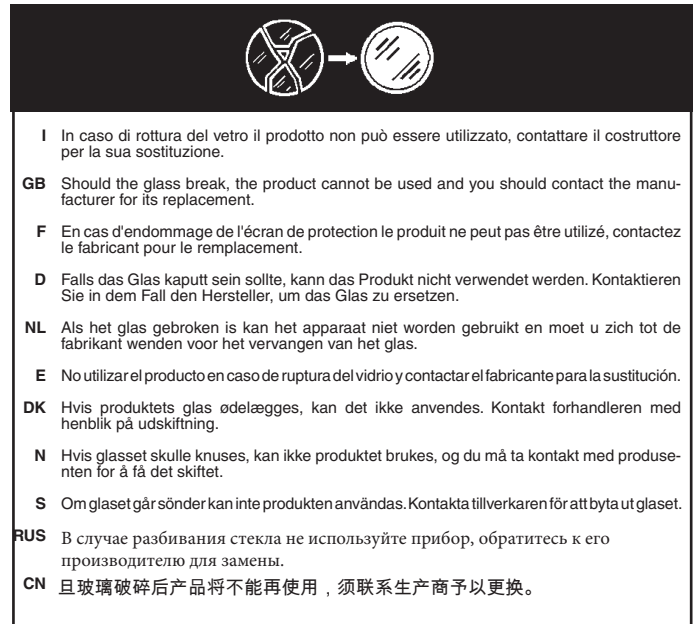 I In caso di rottura del vetro il prodotto non può essere utilizzato, contattare il costruttore
per la sua sostituzione.
GB Should the glass break, the product cannot be used and you should contact the manu-
facturer for its replacement.
F En cas d'endommage de l'écran de protection le produit ne peut pas être utilizé, contactez
le fabricant pour le remplacement.
D Falls das Glas kaputt sein sollte, kann das Produkt nicht verwendet werden. Kontaktieren
Sie in dem Fall den Hersteller, um das Glas zu ersetzen.
NL Als het glas gebroken is kan het apparaat niet worden gebruikt en moet u zich tot de
fabrikant wenden voor het vervangen van het glas.
E No utilizar el producto en caso de ruptura del vidrio y contactar el fabricante para la sustitución.
DK Hvis produktets glas ødelægges, kan det ikke anvendes. Kontakt forhandleren med
henblik på udskiftning.
N Hvis glasset skulle knuses, kan ikke produktet brukes, og du må ta kontakt med produse-
nten for å få det skiftet.
S Om glaset går sönder kan inte produkten användas. Kontakta tillverkaren för att byta ut glaset.
RUS В случае разбивания стекла не используйте прибор, обратитесь к его
производителю для замены.
CN 且玻璃破碎后产品将不能再使用，须联系生产商予以更换。